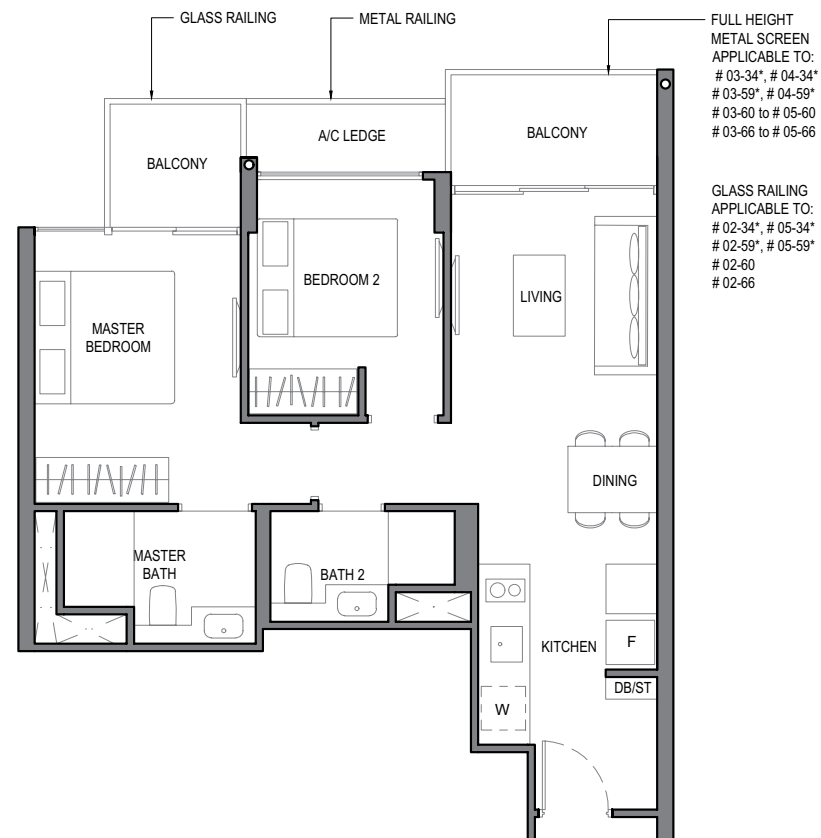 GLASS RAILING
METAL RAILING
FULL HEIGHT
METAL SCREEN
APPLICABLE TO:
# 03-34*, # 04-34*
# 03-59*, # 04-59*
# 03-60 to # 05-60
# 03-66 to # 05-66
GLASS RAILING
APPLICABLE TO:
# 02-34*, # 05-34*
# 02-59*, # 05-59*
# 02-60
# 02-66
BALCONY
A/C LEDGE
BALCONY
BEDROOM 2
LIVING
MASTER
BEDROOM
DINING
MASTER
BATH
BATH 2
KITCHEN
F
DB/ST
W